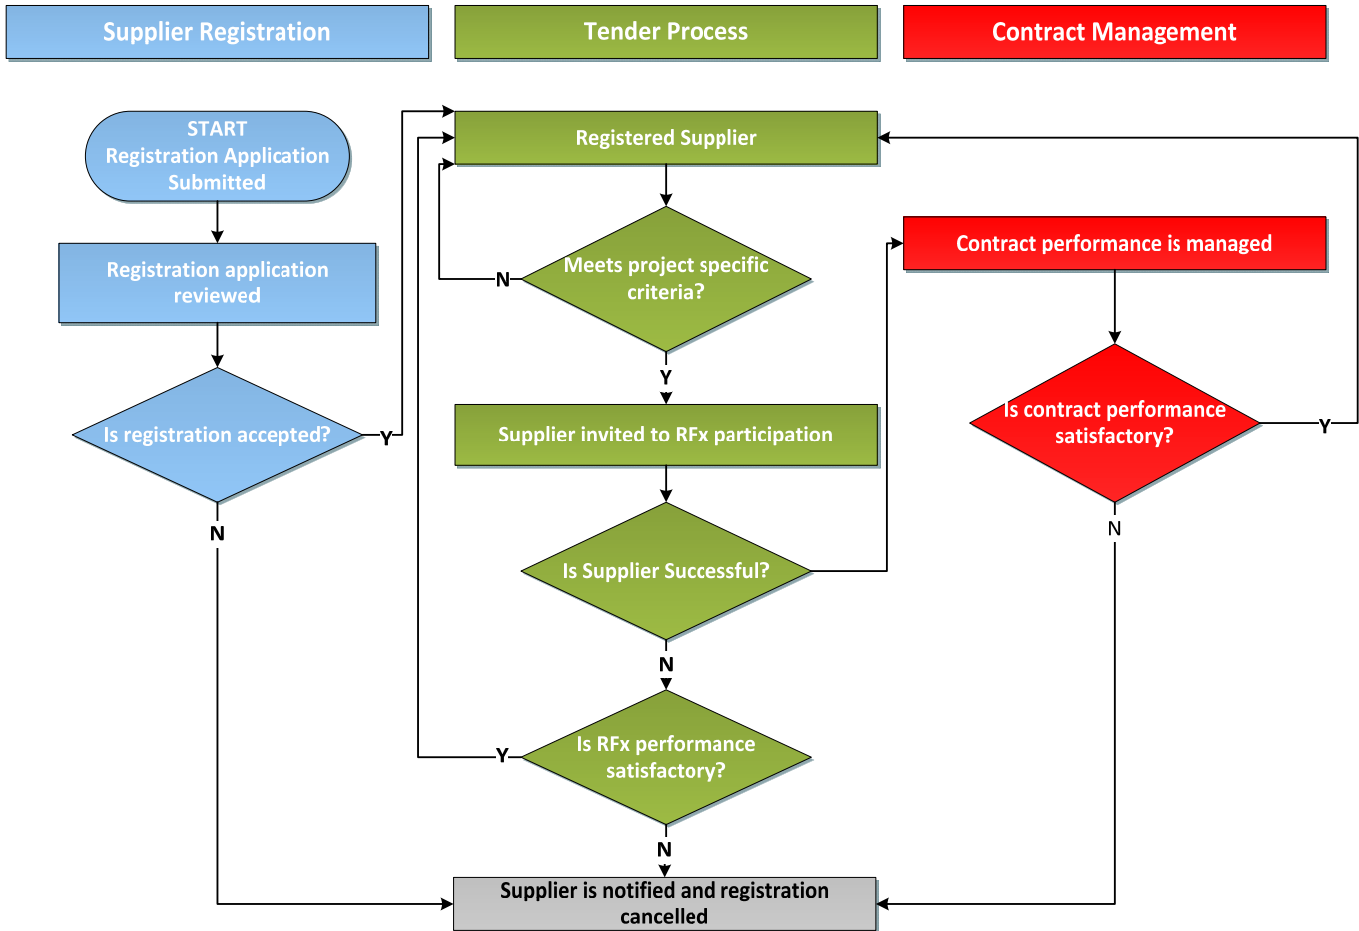 Supplier Registration
Tender Process
Contract Management
START
Registration Application
Submitted
Registration application
reviewed
Is registration accepted?
Y
N
Registered Supplier
Meets project specific
criteria?
N
Y
Supplier invited to RFx participation
Is Supplier Successful?
N
Is RFx performance
satisfactory?
Y
N
Contract performance is managed
Is contract performance
satisfactory?
Y
N
Supplier is notified and registration
cancelled